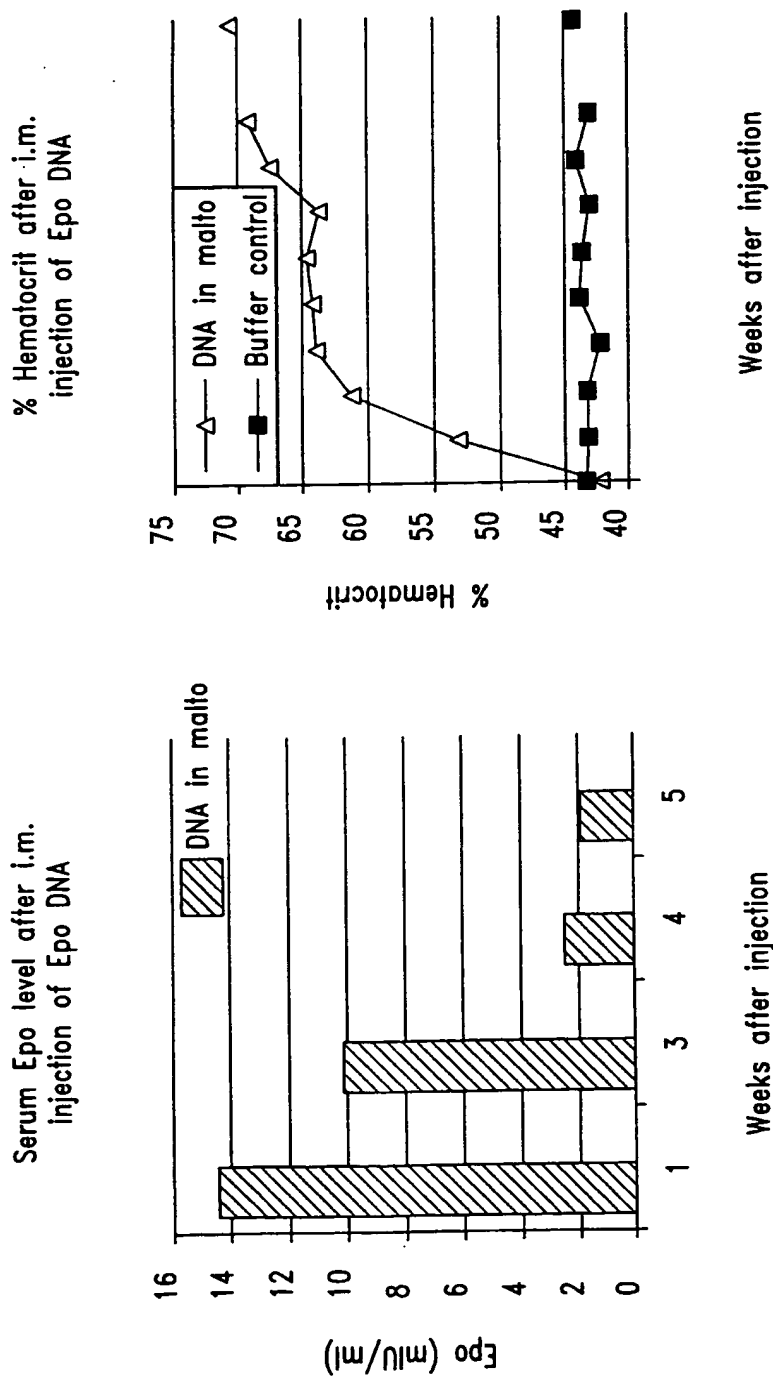 Serum Epo level after i.m.
injection of Epo DNA
DNA in malto
16
14
12
10
8
6
4
2
0
Epo (mIU/ml)
1 3 4 5
Weeks after injection
% Hematocrit after i.m.
injection of Epo DNA
DNA in malto
Buffer control
75
70
65
60
55
50
45
40
% Hematocrit
Weeks after injection